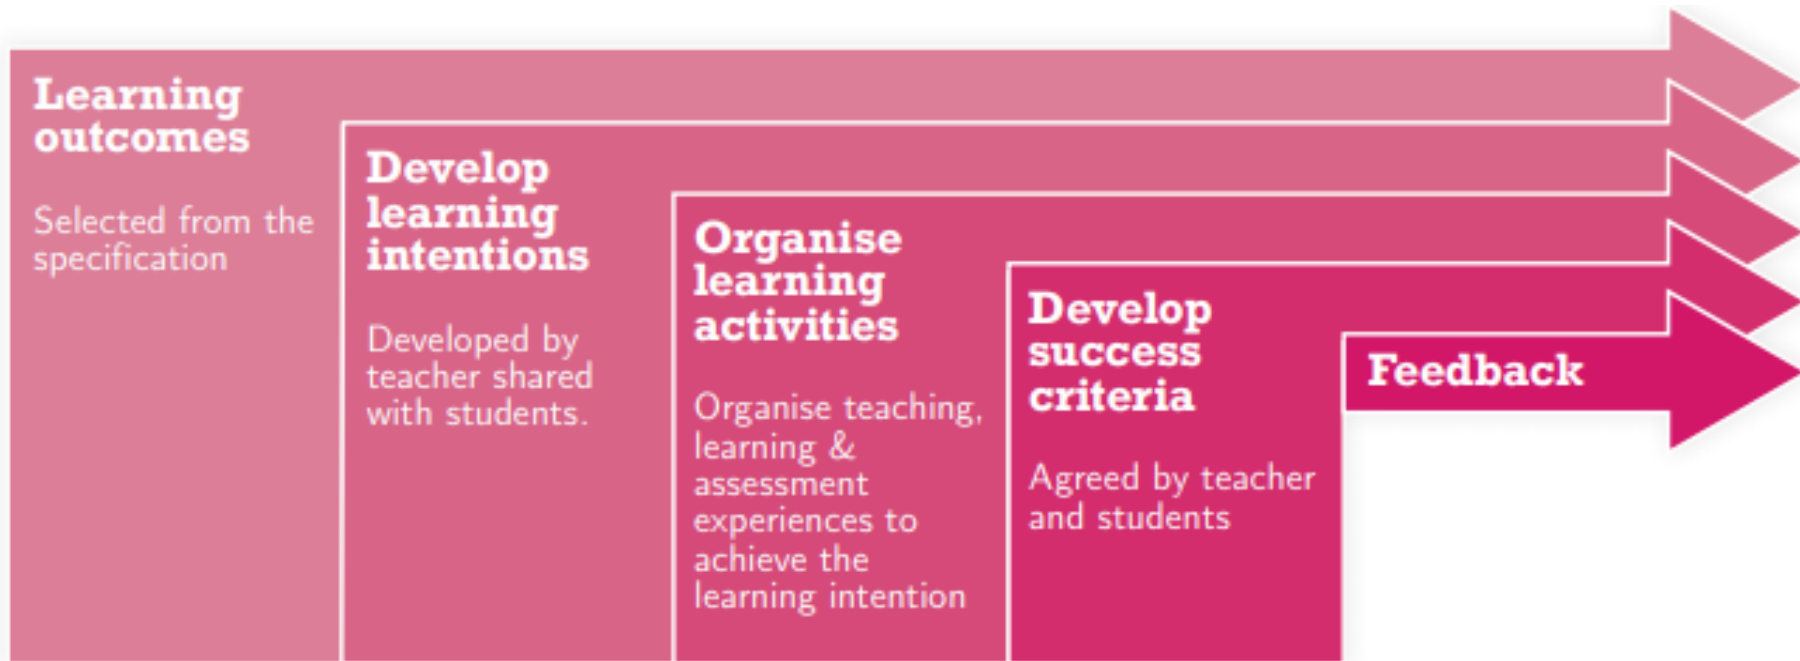 Learning
outcomes
Selected from the
specification
Develop
learning
intentions
Developed by
teacher shared
with students.
Organise
learning
activities
Organise teaching,
learning &
assessment
experiences to
achieve the
learning intention
Develop
success
criteria
Agreed by teacher
and students
Feedback